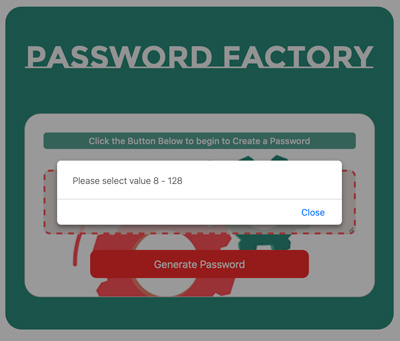 PASSWORD FACTORY
Click the Button Below to begin to Create a Password
Please select value 8 - 128
Close
Generate Password